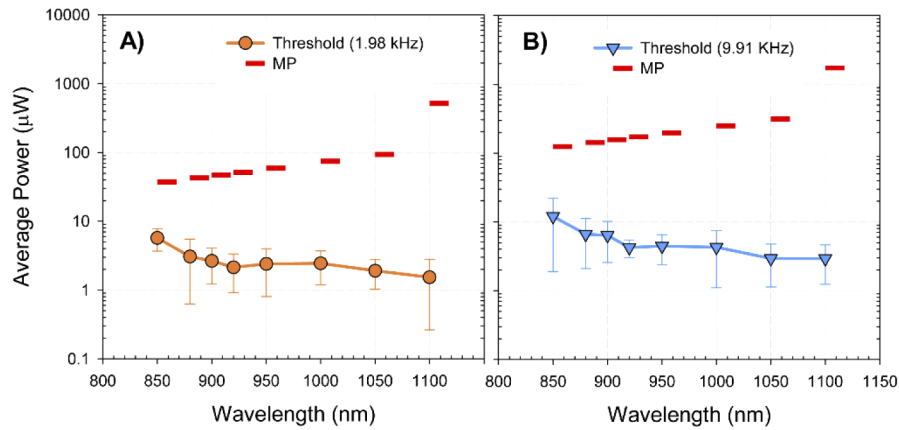 A)
Threshold (1.98 kHz)
MP
B)
Threshold (9.91 KHz)
MP
Average Power (μW)
10000
1000
100
10
1
0.1
800 850 900 950 1000 1050 1100
800 850 900 950 1000 1050 1100 1150
Wavelength (nm)
Wavelength (nm)